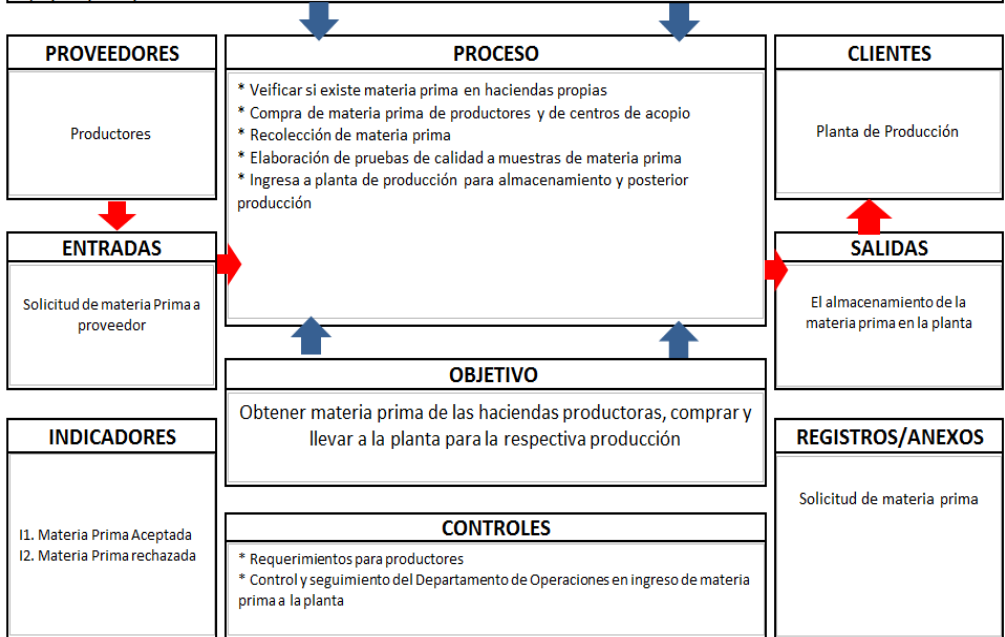 PROVEEDORES
Productores
PROCESO
* Veificar si existe materia prima en haciendas propias
* Compra de materia prima de productores y de centros de acopio
* Recolección de materia prima
* Elaboración de pruebas de calidad a muestras de materia prima
* Ingresa a planta de producción para almacenamiento y posterior
producción
CLIENTES
Planta de Producción
ENTRADAS
Solicitud de materia Prima a
proveedor
SALIDAS
El almacenamiento de la
materia prima en la planta
OBJETIVO
Obtener materia prima de las haciendas productoras, comprar y
llevar a la planta para la respectiva producción
INDICADORES
I1. Materia Prima Aceptada
I2. Materia Prima rechazada
CONTROLES
* Requerimientos para productores
* Control y seguimiento del Departamento de Operaciones en ingreso de materia
prima a la planta
REGISTROS/ANEXOS
Solicitud de materia prima